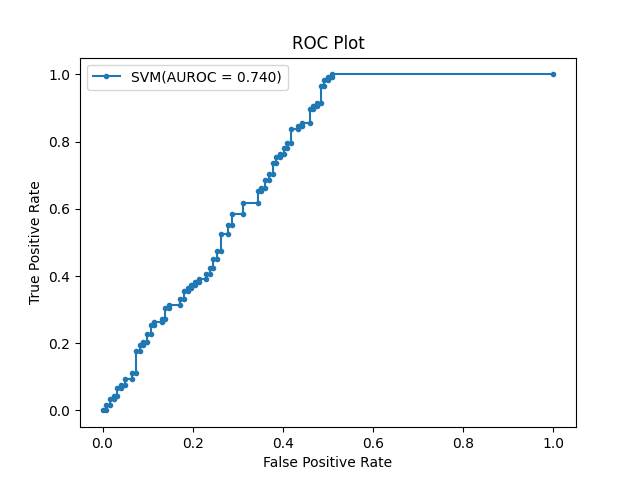 ROC Plot
SVM(AUROC = 0.740)
1.0
0.8
0.6
0.4
0.2
0.0
True Positive Rate
0.0 0.2 0.4 0.6 0.8 1.0
False Positive Rate